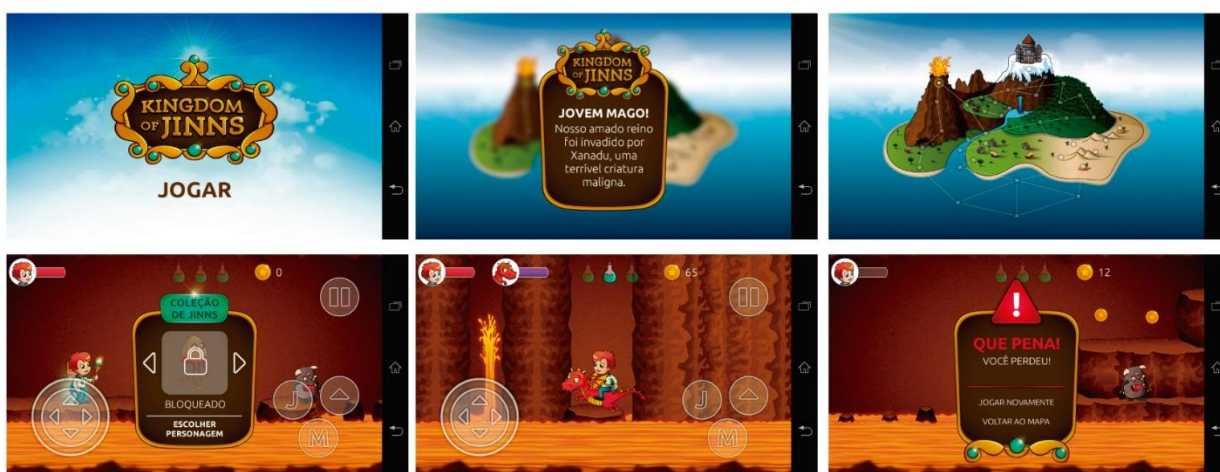 KINGDOM
OF JINNS
JOGAR
KINGDOM
OF JINNS
JOVEM MAGO!
Nosso amado reino
foi invadido por
Xanadu, uma
terrível criatura
maligna.
0
COLEÇÃO
DE JINNS
BLOQUEADO
ESCOLHER
PERSONAGEM
J
M
65
J
M
12
!
QUE PENA!
VOCÊ PERDEU!
JOGAR NOVAMENTE
VOLTAR AO MAPA